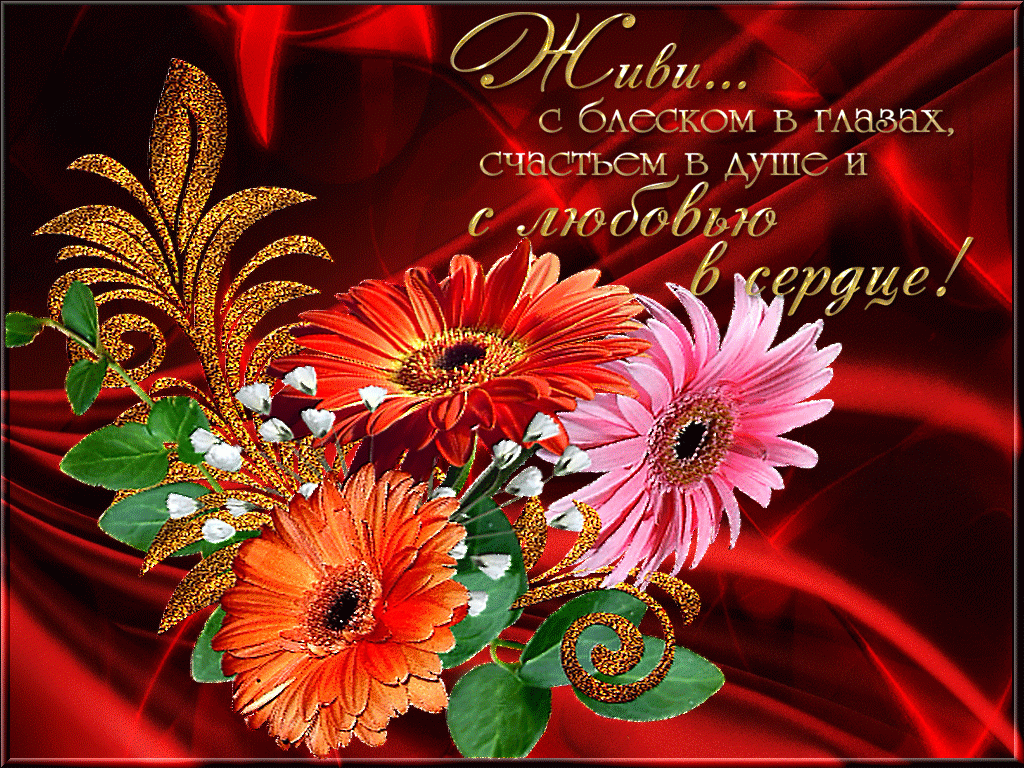 Живи...
с блеском в глазах,
счастьем в душе и
с любовью
в сердце!